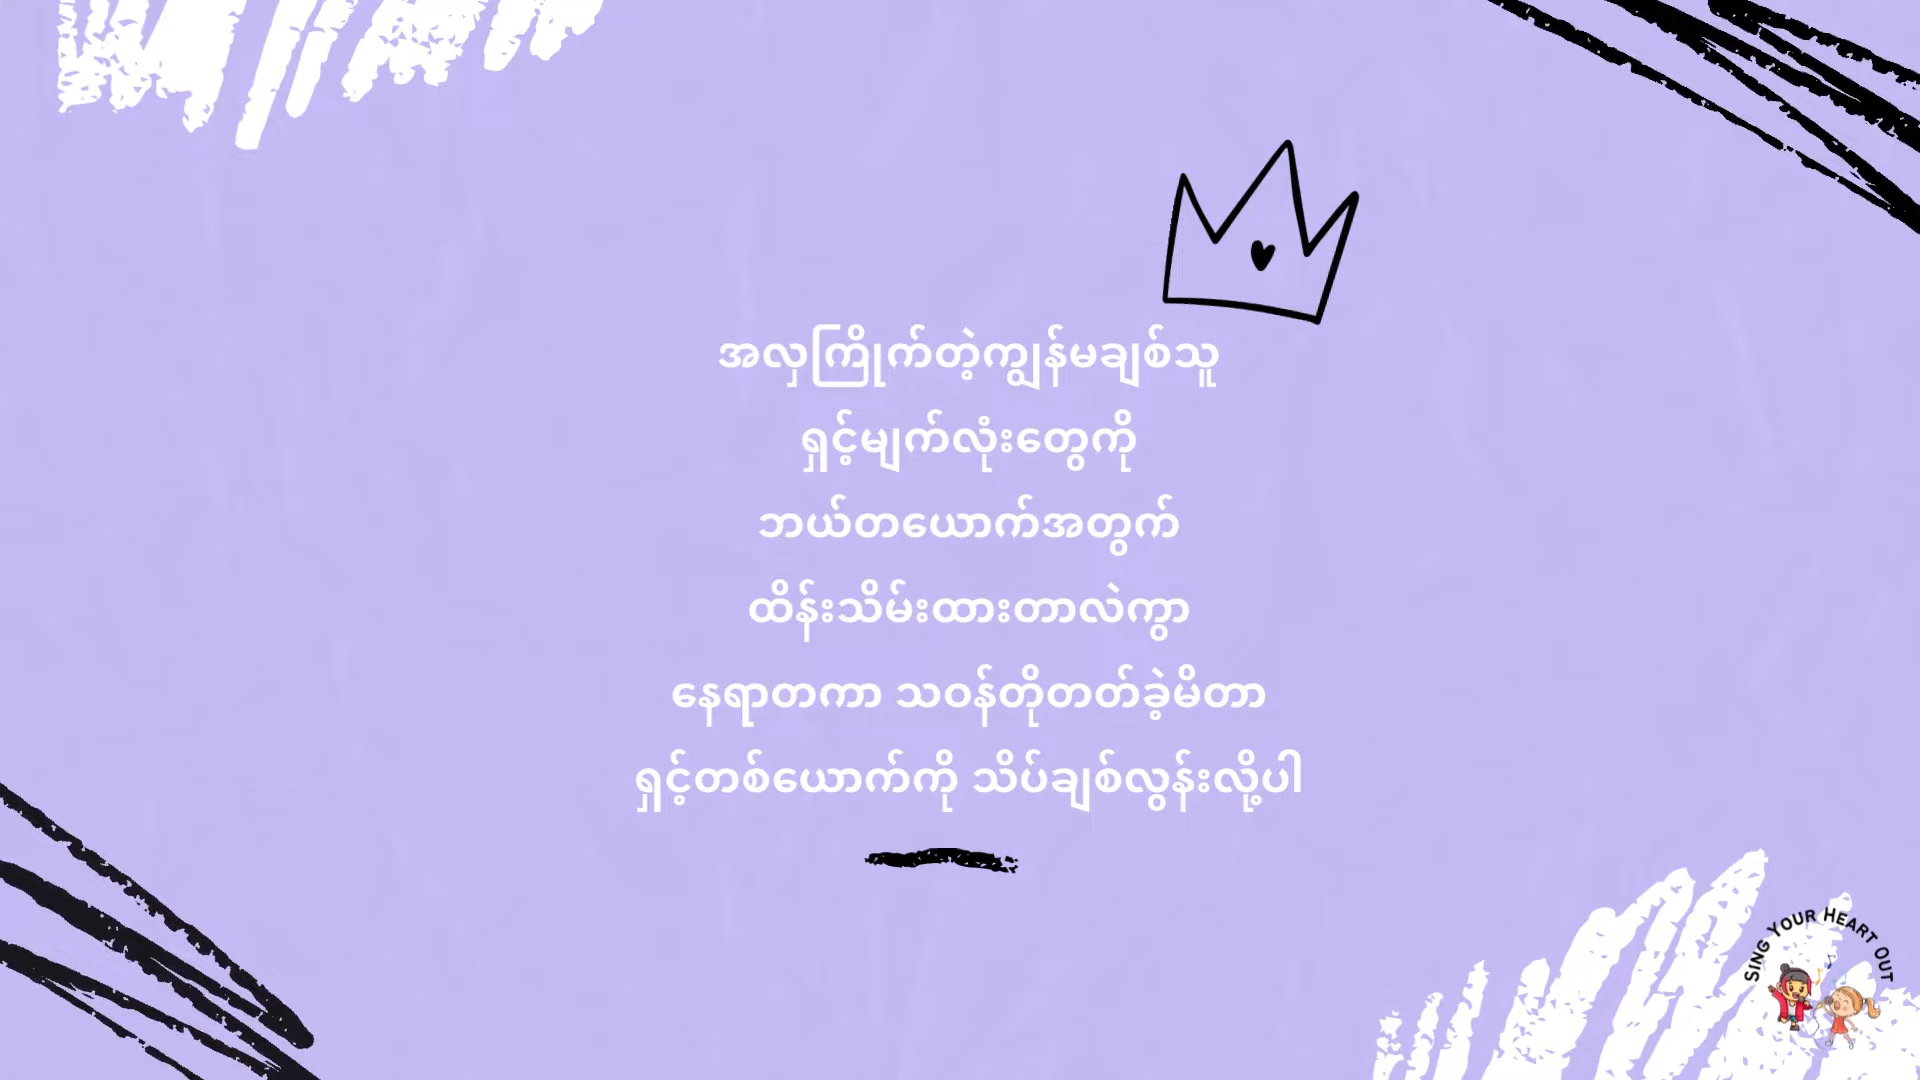 အလှကြိုက်တဲ့ကျွန်မချစ်သူ
ရှင့်မျက်လုံးတွေကို
ဘယ်တယောက်အတွက်
ထိန်းသိမ်းထားတာလဲကွာ
နေရာတကာ သဝန်တိုတတ်ခဲ့မိတာ
ရှင့်တစ်ယောက်ကို သိပ်ချစ်လွန်းလို့ပါ
SING YOUR HEART OUT